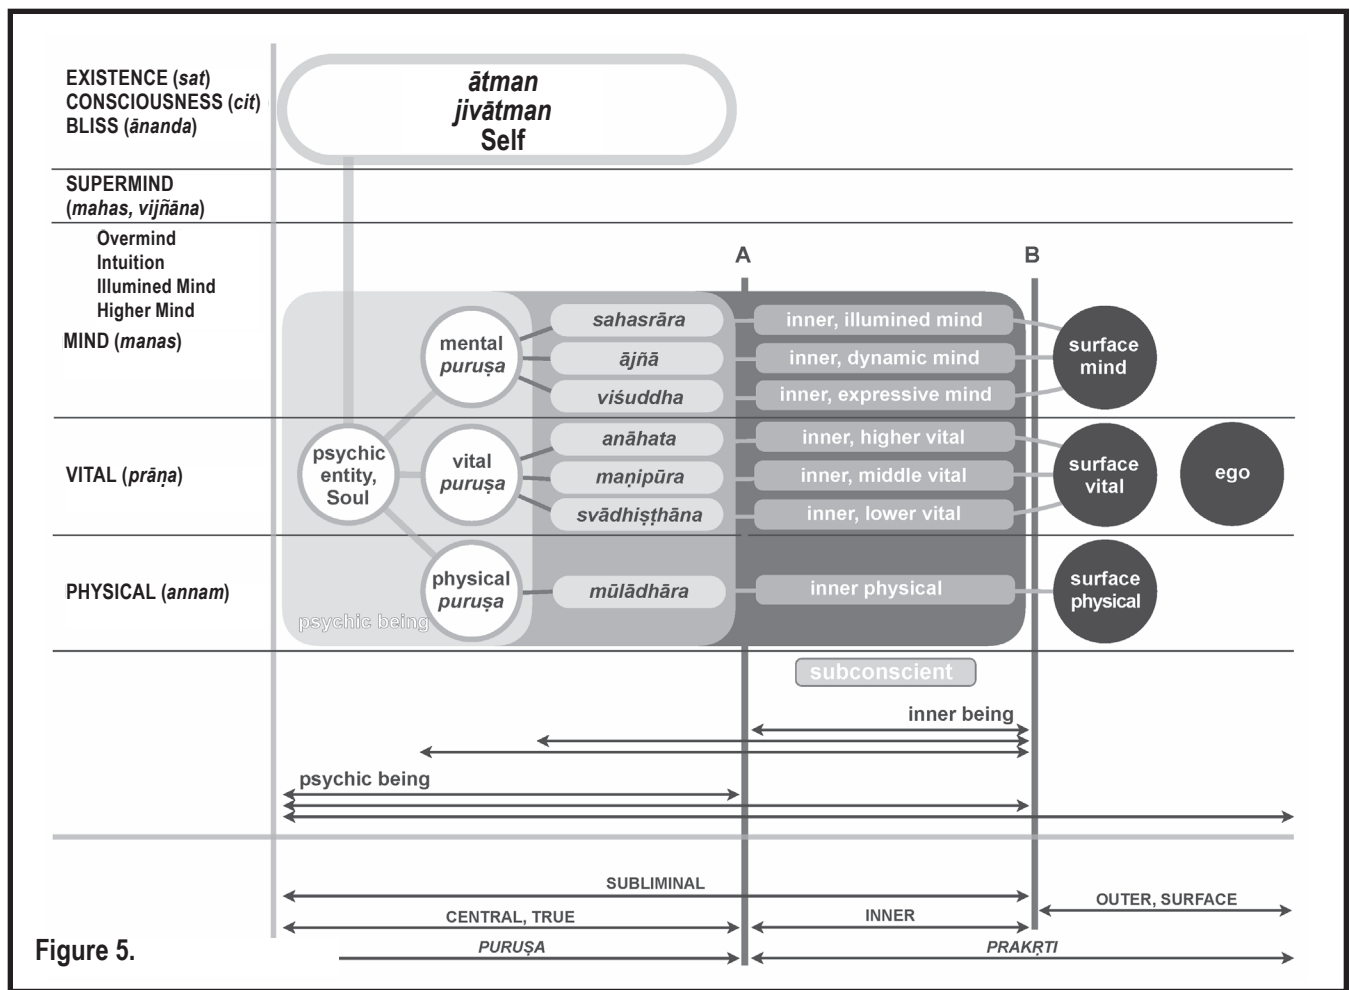 EXISTENCE (sat)
CONSCIOUSNESS (cit)
BLISS (ānanda)
ātman
jivātman
Self
SUPERMIND
(mahas, vijñāna)
Overmind
Intuition
Illumined Mind
Higher Mind
MIND (manas)
A
B
mental
puruṣa
sahasrāra
ājñā
viśuddha
inner, illumined mind
inner, dynamic mind
inner, expressive mind
surface
mind
VITAL (prāṇa)
psychic
entity,
Soul
vital
puruṣa
anāhata
maṇipūra
svādhiṣṭhāna
inner, higher vital
inner, middle vital
inner, lower vital
surface
vital
ego
PHYSICAL (annam)
physical
puruṣa
mūlādhāra
inner physical
surface
physical
psychic being
subconscient
inner being
psychic being
SUBLIMINAL
OUTER, SURFACE
CENTRAL, TRUE
INNER
PURUṢA
PRAKṚTI
Figure 5.